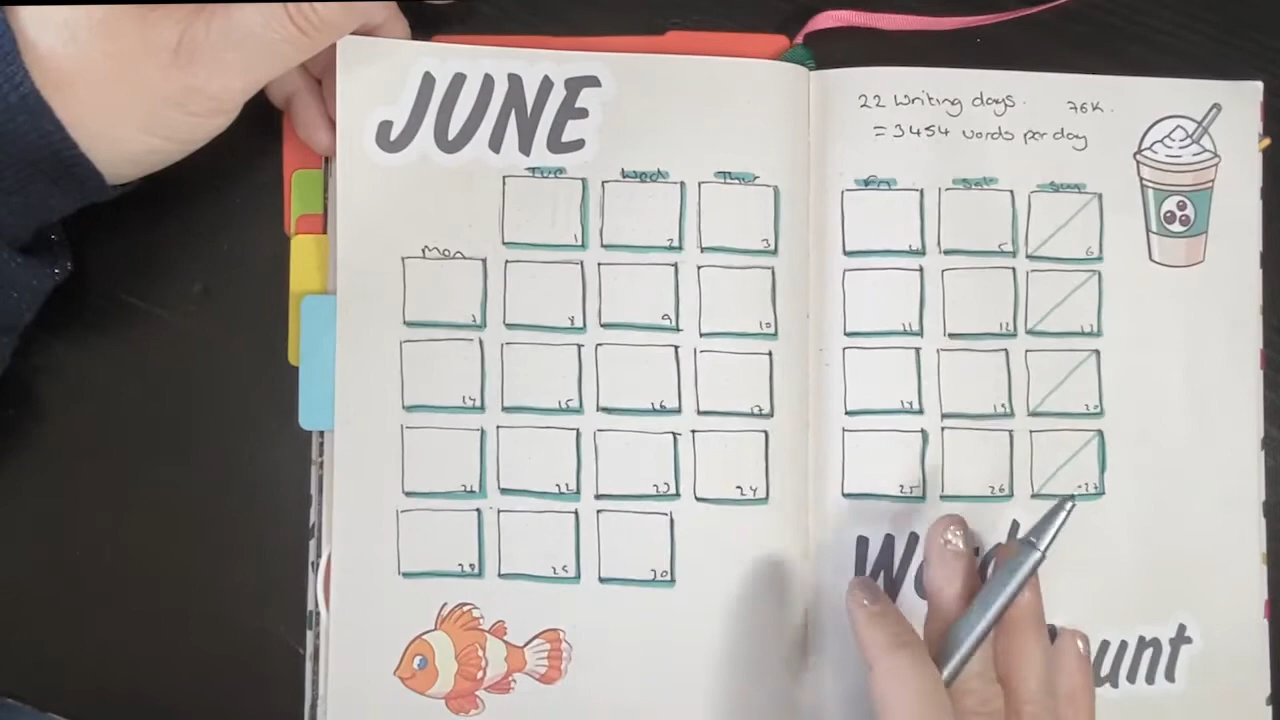 JUNE
22 Writing days. 76K.
= 3454 words per day
Tue Wed Thur Fri Sat Sun
1 2 3 4 5 6
Mon
7 8 9 10 11 12 13
14 15 16 17 18 19 20
21 22 23 24 25 26 27
28 29 30
Word
unt